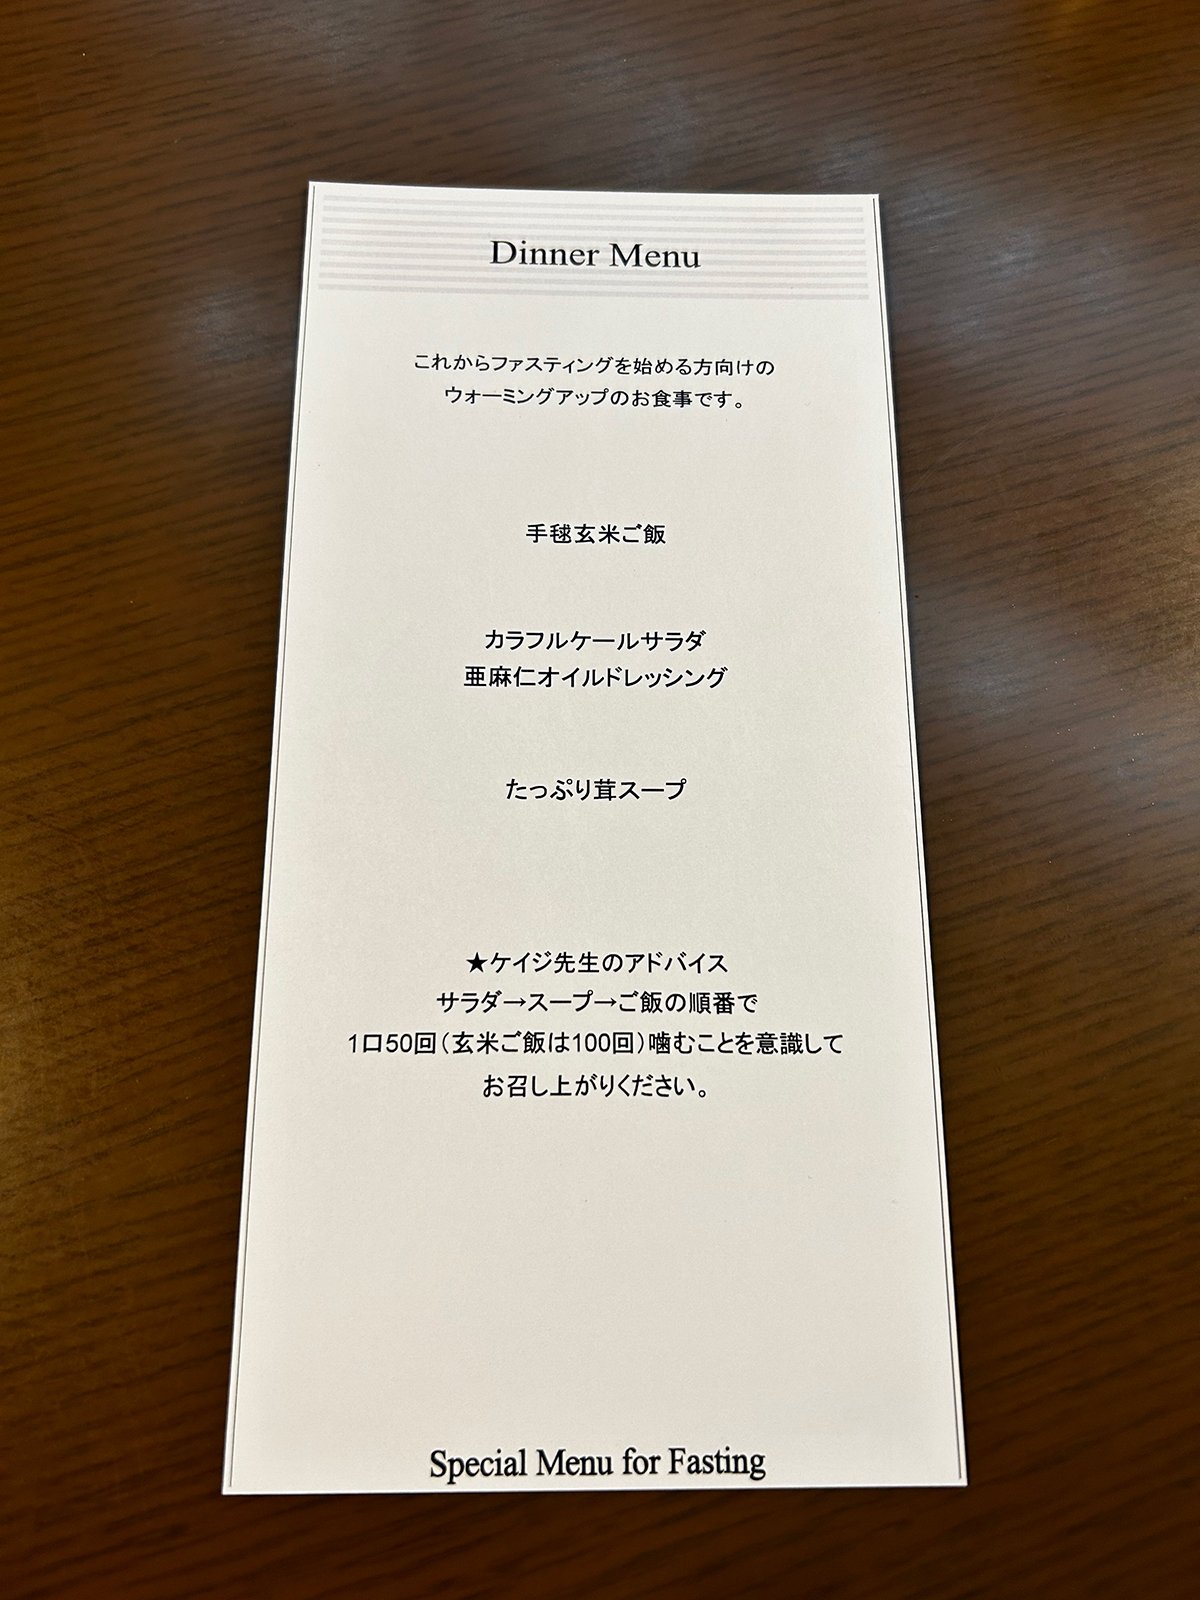 Dinner Menu
これからファスティングを始める方向けの
ウォーミングアップのお食事です。
手毬玄米ご飯
カラフルケールサラダ
亜麻仁オイルドレッシング
たっぷり茸スープ
★ケイジ先生のアドバイス
サラダ→スープ→ご飯の順番で
1口50回（玄米ご飯は100回）噛むことを意識して
お召し上がりください。
Special Menu for Fasting